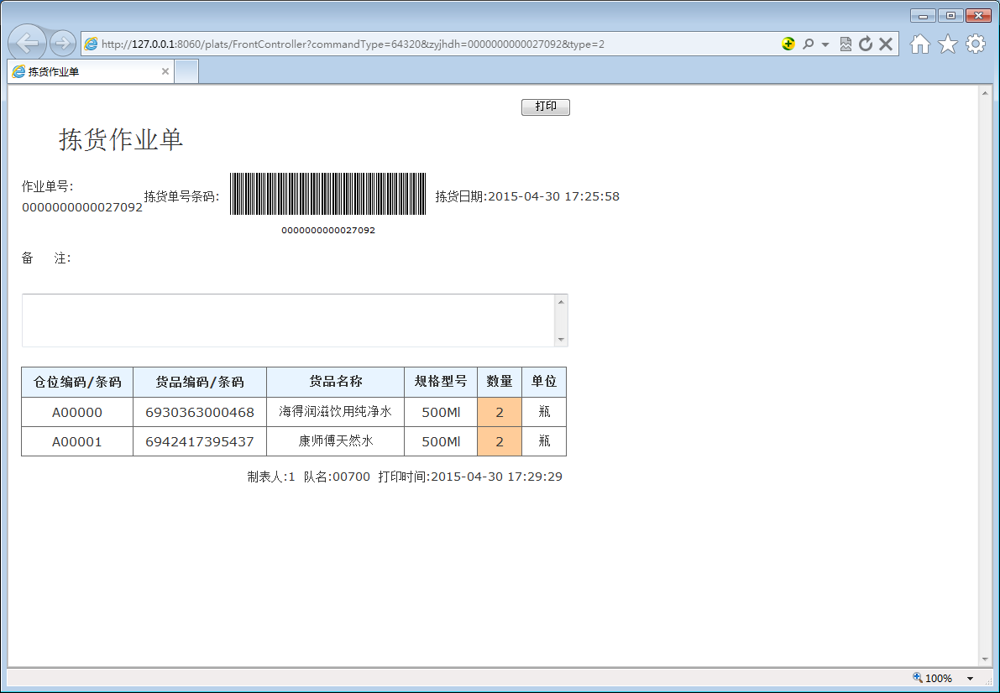 http://127.0.0.1:8060/plats/FrontController?commandType=64320&zyjhdh=0000000000027092&type=2
拣货作业单
打印
拣货作业单
作业单号:
0000000000027092
拣货单号条码:
拣货日期:2015-04-30 17:25:58
0000000000027092
备 注:
仓位编码/条码 货品编码/条码 货品名称 规格型号 数量 单位
A00000 6930363000468 海得润滋饮用纯净水 500Ml 2 瓶
A00001 6942417395437 康师傅天然水 500Ml 2 瓶
制表人:1 队名:00700 打印时间:2015-04-30 17:29:29
100%